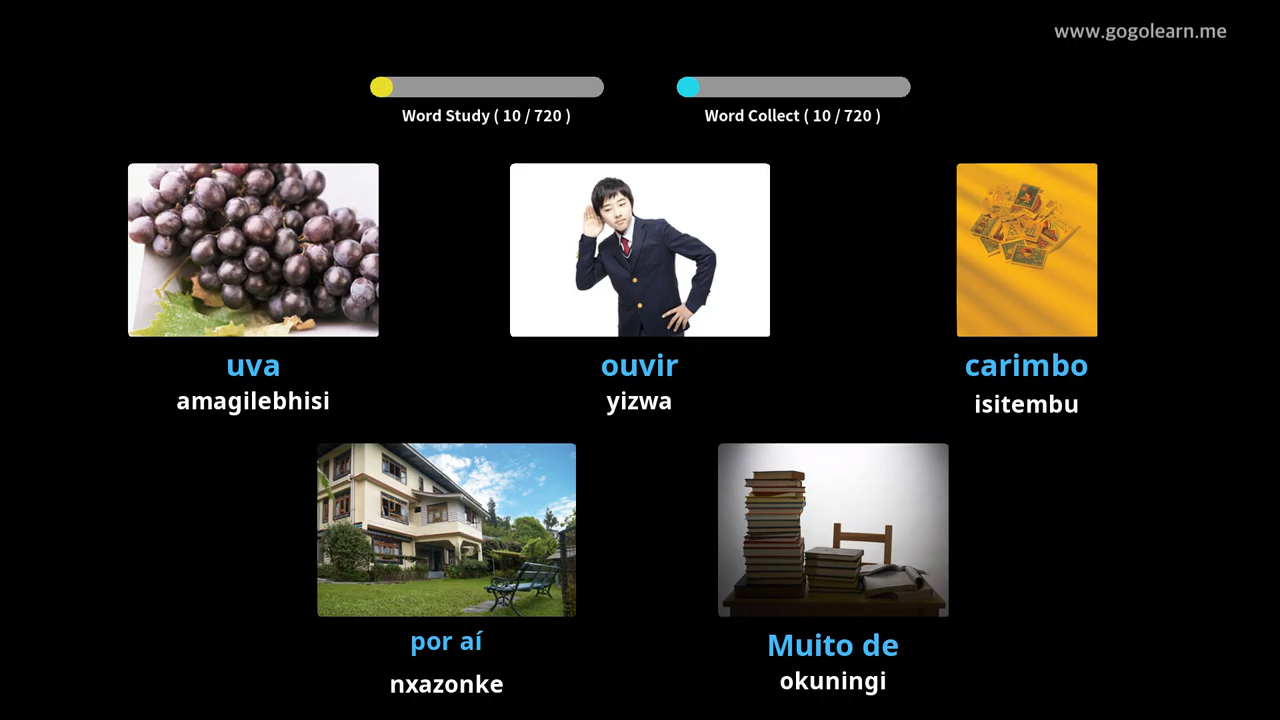 www.gogolearn.me
Word Study ( 10 / 720 )
Word Collect ( 10 / 720 )
uva
amagilebhisi
ouvir
yizwa
carimbo
isitembu
por aí
nxazonke
Muito de
okuningi